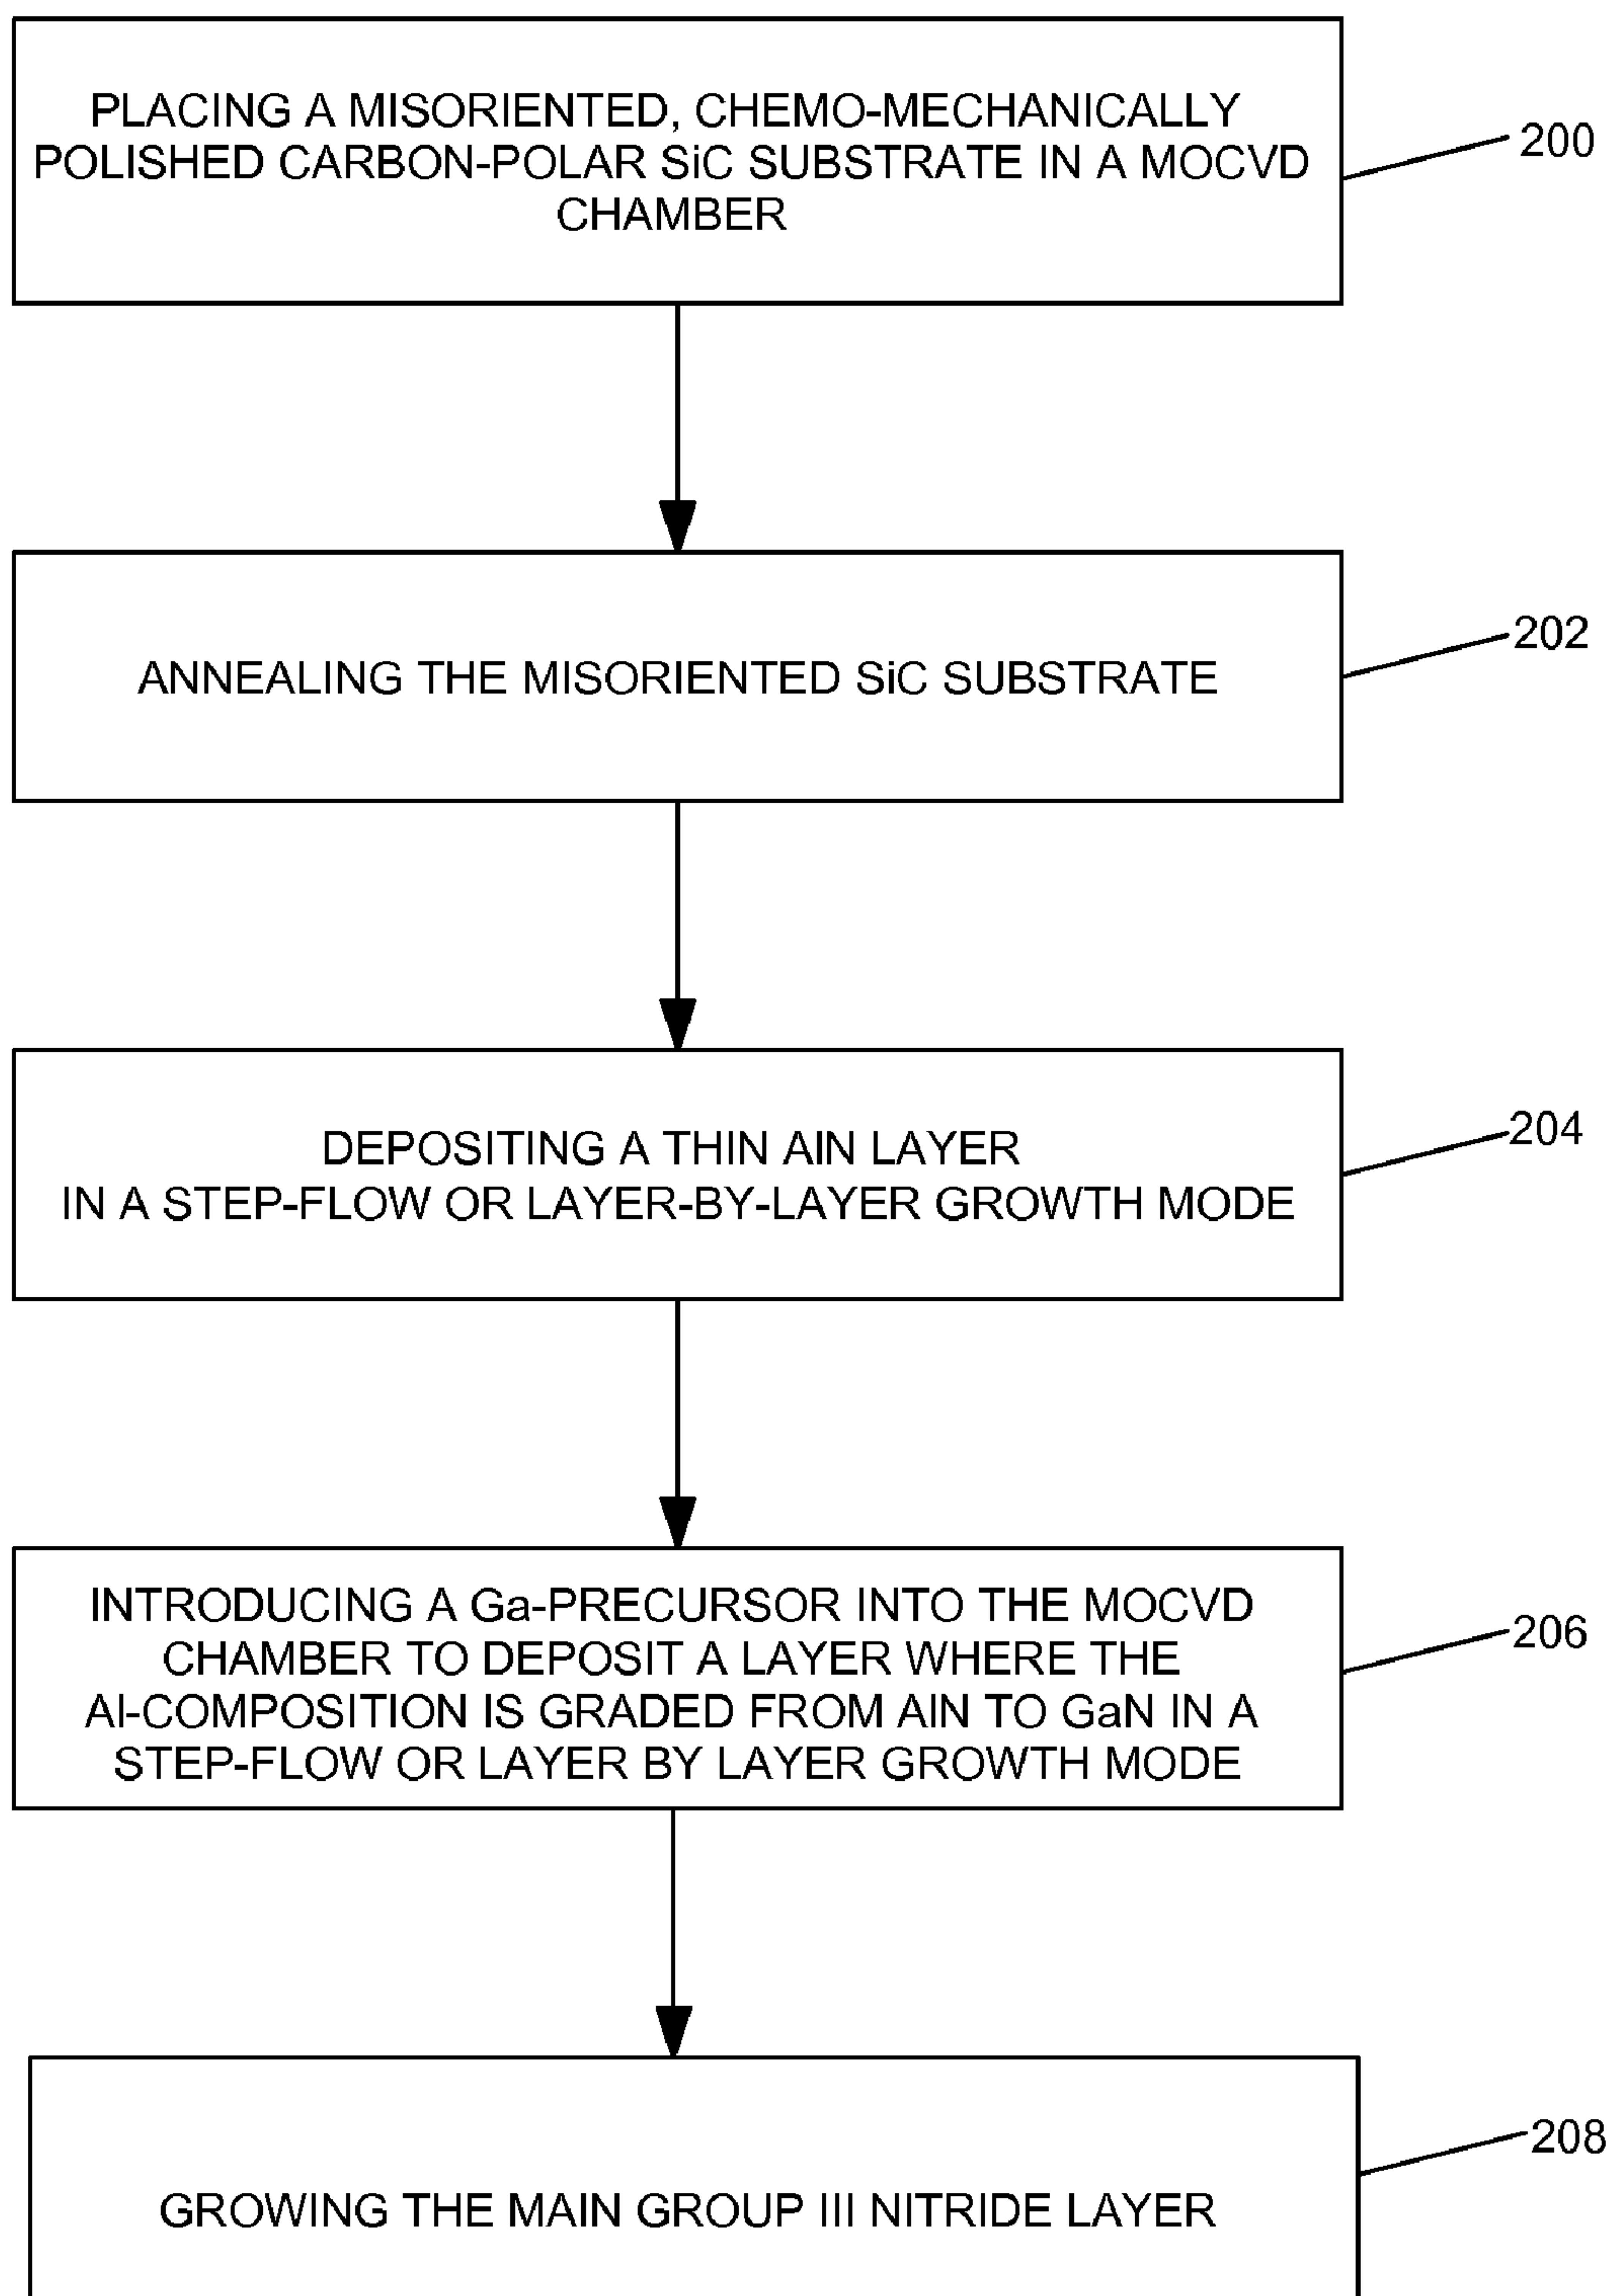 PLACING A MISORIENTED, CHEMO-MECHANICALLY
POLISHED CARBON-POLAR SiC SUBSTRATE IN A MOCVD
CHAMBER
200
ANNEALING THE MISORIENTED SiC SUBSTRATE
202
DEPOSITING A THIN AlN LAYER
IN A STEP-FLOW OR LAYER-BY-LAYER GROWTH MODE
204
INTRODUCING A Ga-PRECURSOR INTO THE MOCVD
CHAMBER TO DEPOSIT A LAYER WHERE THE
Al-COMPOSITION IS GRADED FROM AlN TO GaN IN A
STEP-FLOW OR LAYER BY LAYER GROWTH MODE
206
GROWING THE MAIN GROUP III NITRIDE LAYER
208